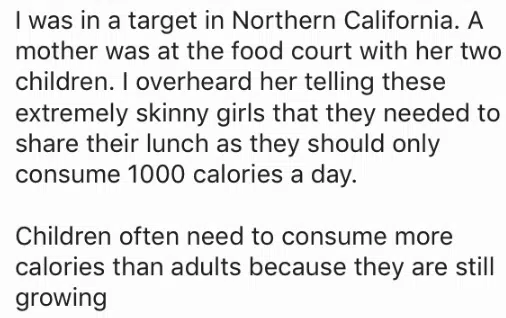 I was in a target in Northern California. A
mother was at the food court with her two
children. I overheard her telling these
extremely skinny girls that they needed to
share their lunch as they should only
consume 1000 calories a day.
Children often need to consume more
calories than adults because they are still
growing